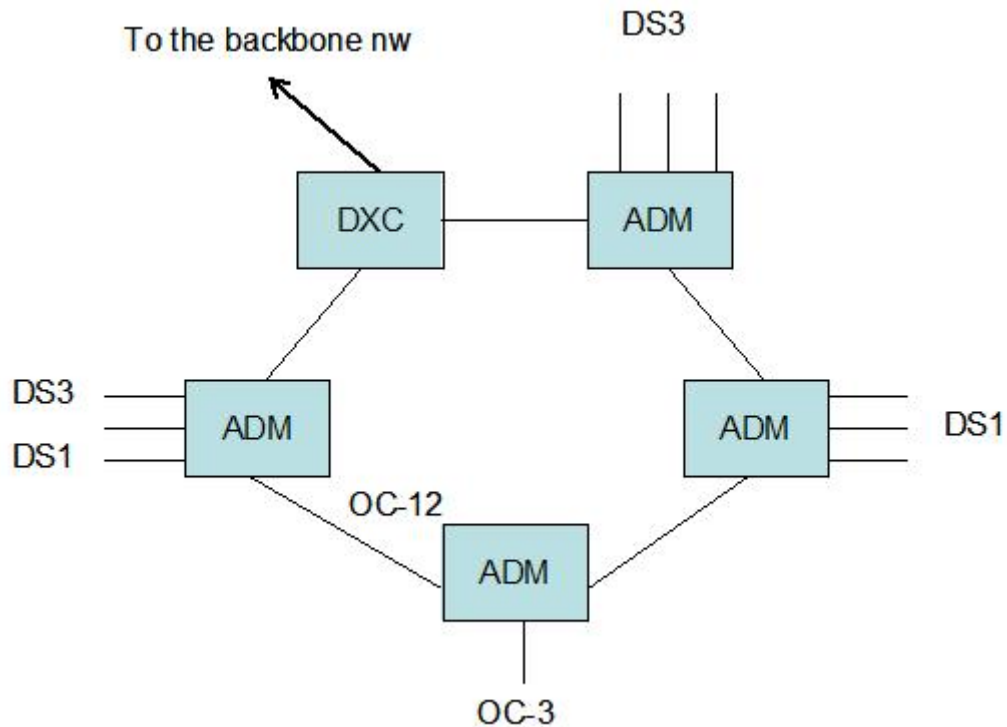 DS3
To the backbone nw
DXC
ADM
DS3
DS1
ADM
ADM
DS1
OC-12
ADM
OC-3